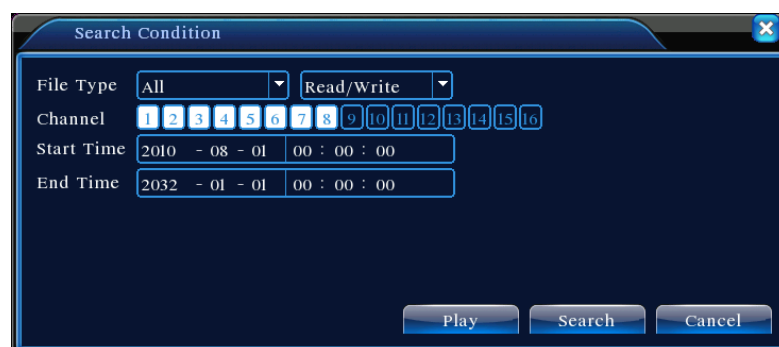 Search Condition
File Type All Read/Write
Channel 1 2 3 4 5 6 7 8 9 10 11 12 13 14 15 16
Start Time 2010 - 08 - 01 00 : 00 : 00
End Time 2032 - 01 - 01 00 : 00 : 00
Play Search Cancel